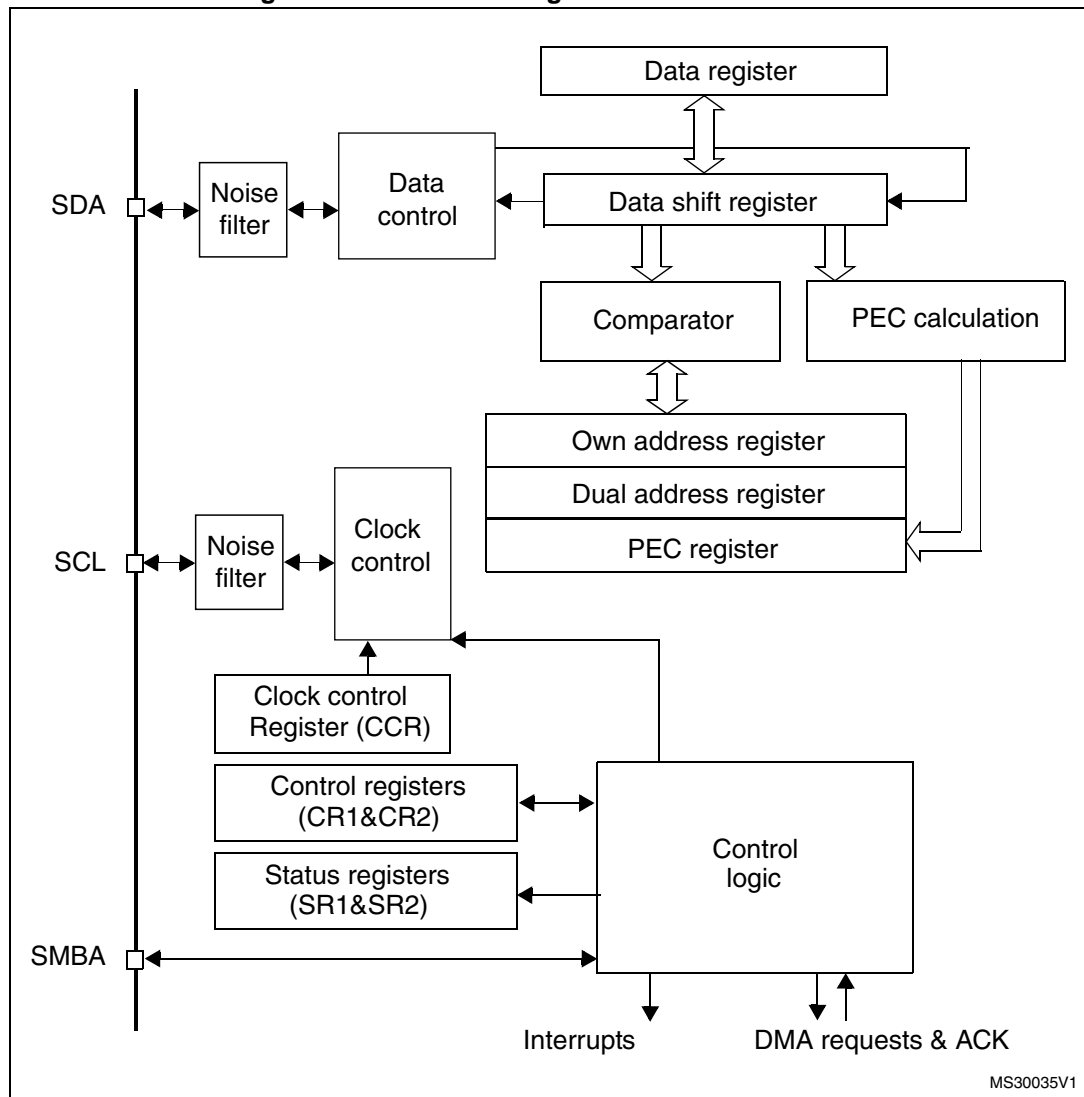 Data register
Data shift register
Data
control
Noise
filter
SDA
Comparator
PEC calculation
Own address register
Dual address register
PEC register
Clock
control
Noise
filter
SCL
Clock control
Register (CCR)
Control registers
(CR1&CR2)
Status registers
(SR1&SR2)
Control
logic
SMBA
Interrupts
DMA requests & ACK
MS30035V1